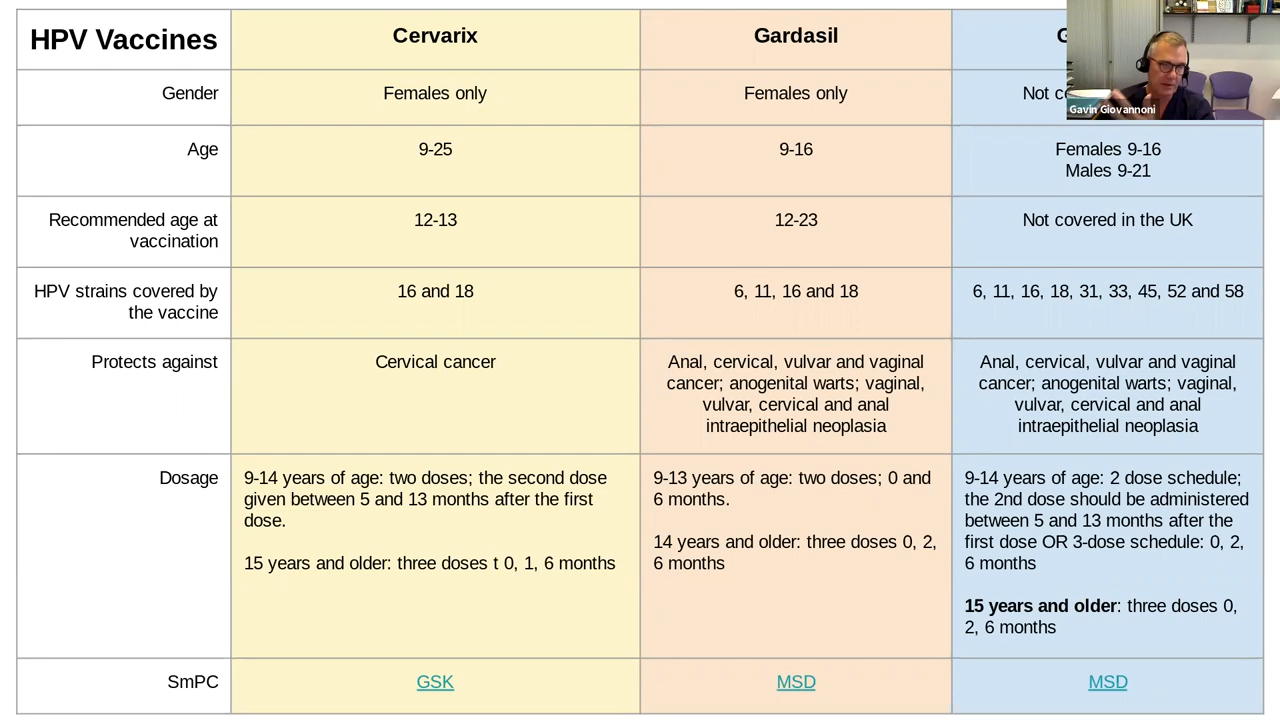 HPV Vaccines Cervarix Gardasil
Gender Females only Females only Not
Age 9-25 9-16 Females 9-16
Males 9-21
Recommended age at 12-13 12-23 Not covered in the UK
vaccination
HPV strains covered by 16 and 18 6, 11, 16 and 18 6, 11, 16, 18, 31, 33, 45, 52 and 58
the vaccine
Protects against Cervical cancer Anal, cervical, vulvar and vaginal Anal, cervical, vulvar and vaginal
cancer; anogenital warts; vaginal, cancer; anogenital warts; vaginal,
vulvar, cervical and anal vulvar, cervical and anal
intraepithelial neoplasia intraepithelial neoplasia
Dosage 9-14 years of age: two doses; the second dose 9-13 years of age: two doses; 0 and 9-14 years of age: 2 dose schedule;
given between 5 and 13 months after the first 6 months. the 2nd dose should be administered
dose. between 5 and 13 months after the
14 years and older: three doses 0, 2, first dose OR 3-dose schedule: 0, 2,
15 years and older: three doses t 0, 1, 6 months 6 months 6 months
15 years and older: three doses 0,
2, 6 months
SmPC GSK MSD MSD
Gavin Giovannoni